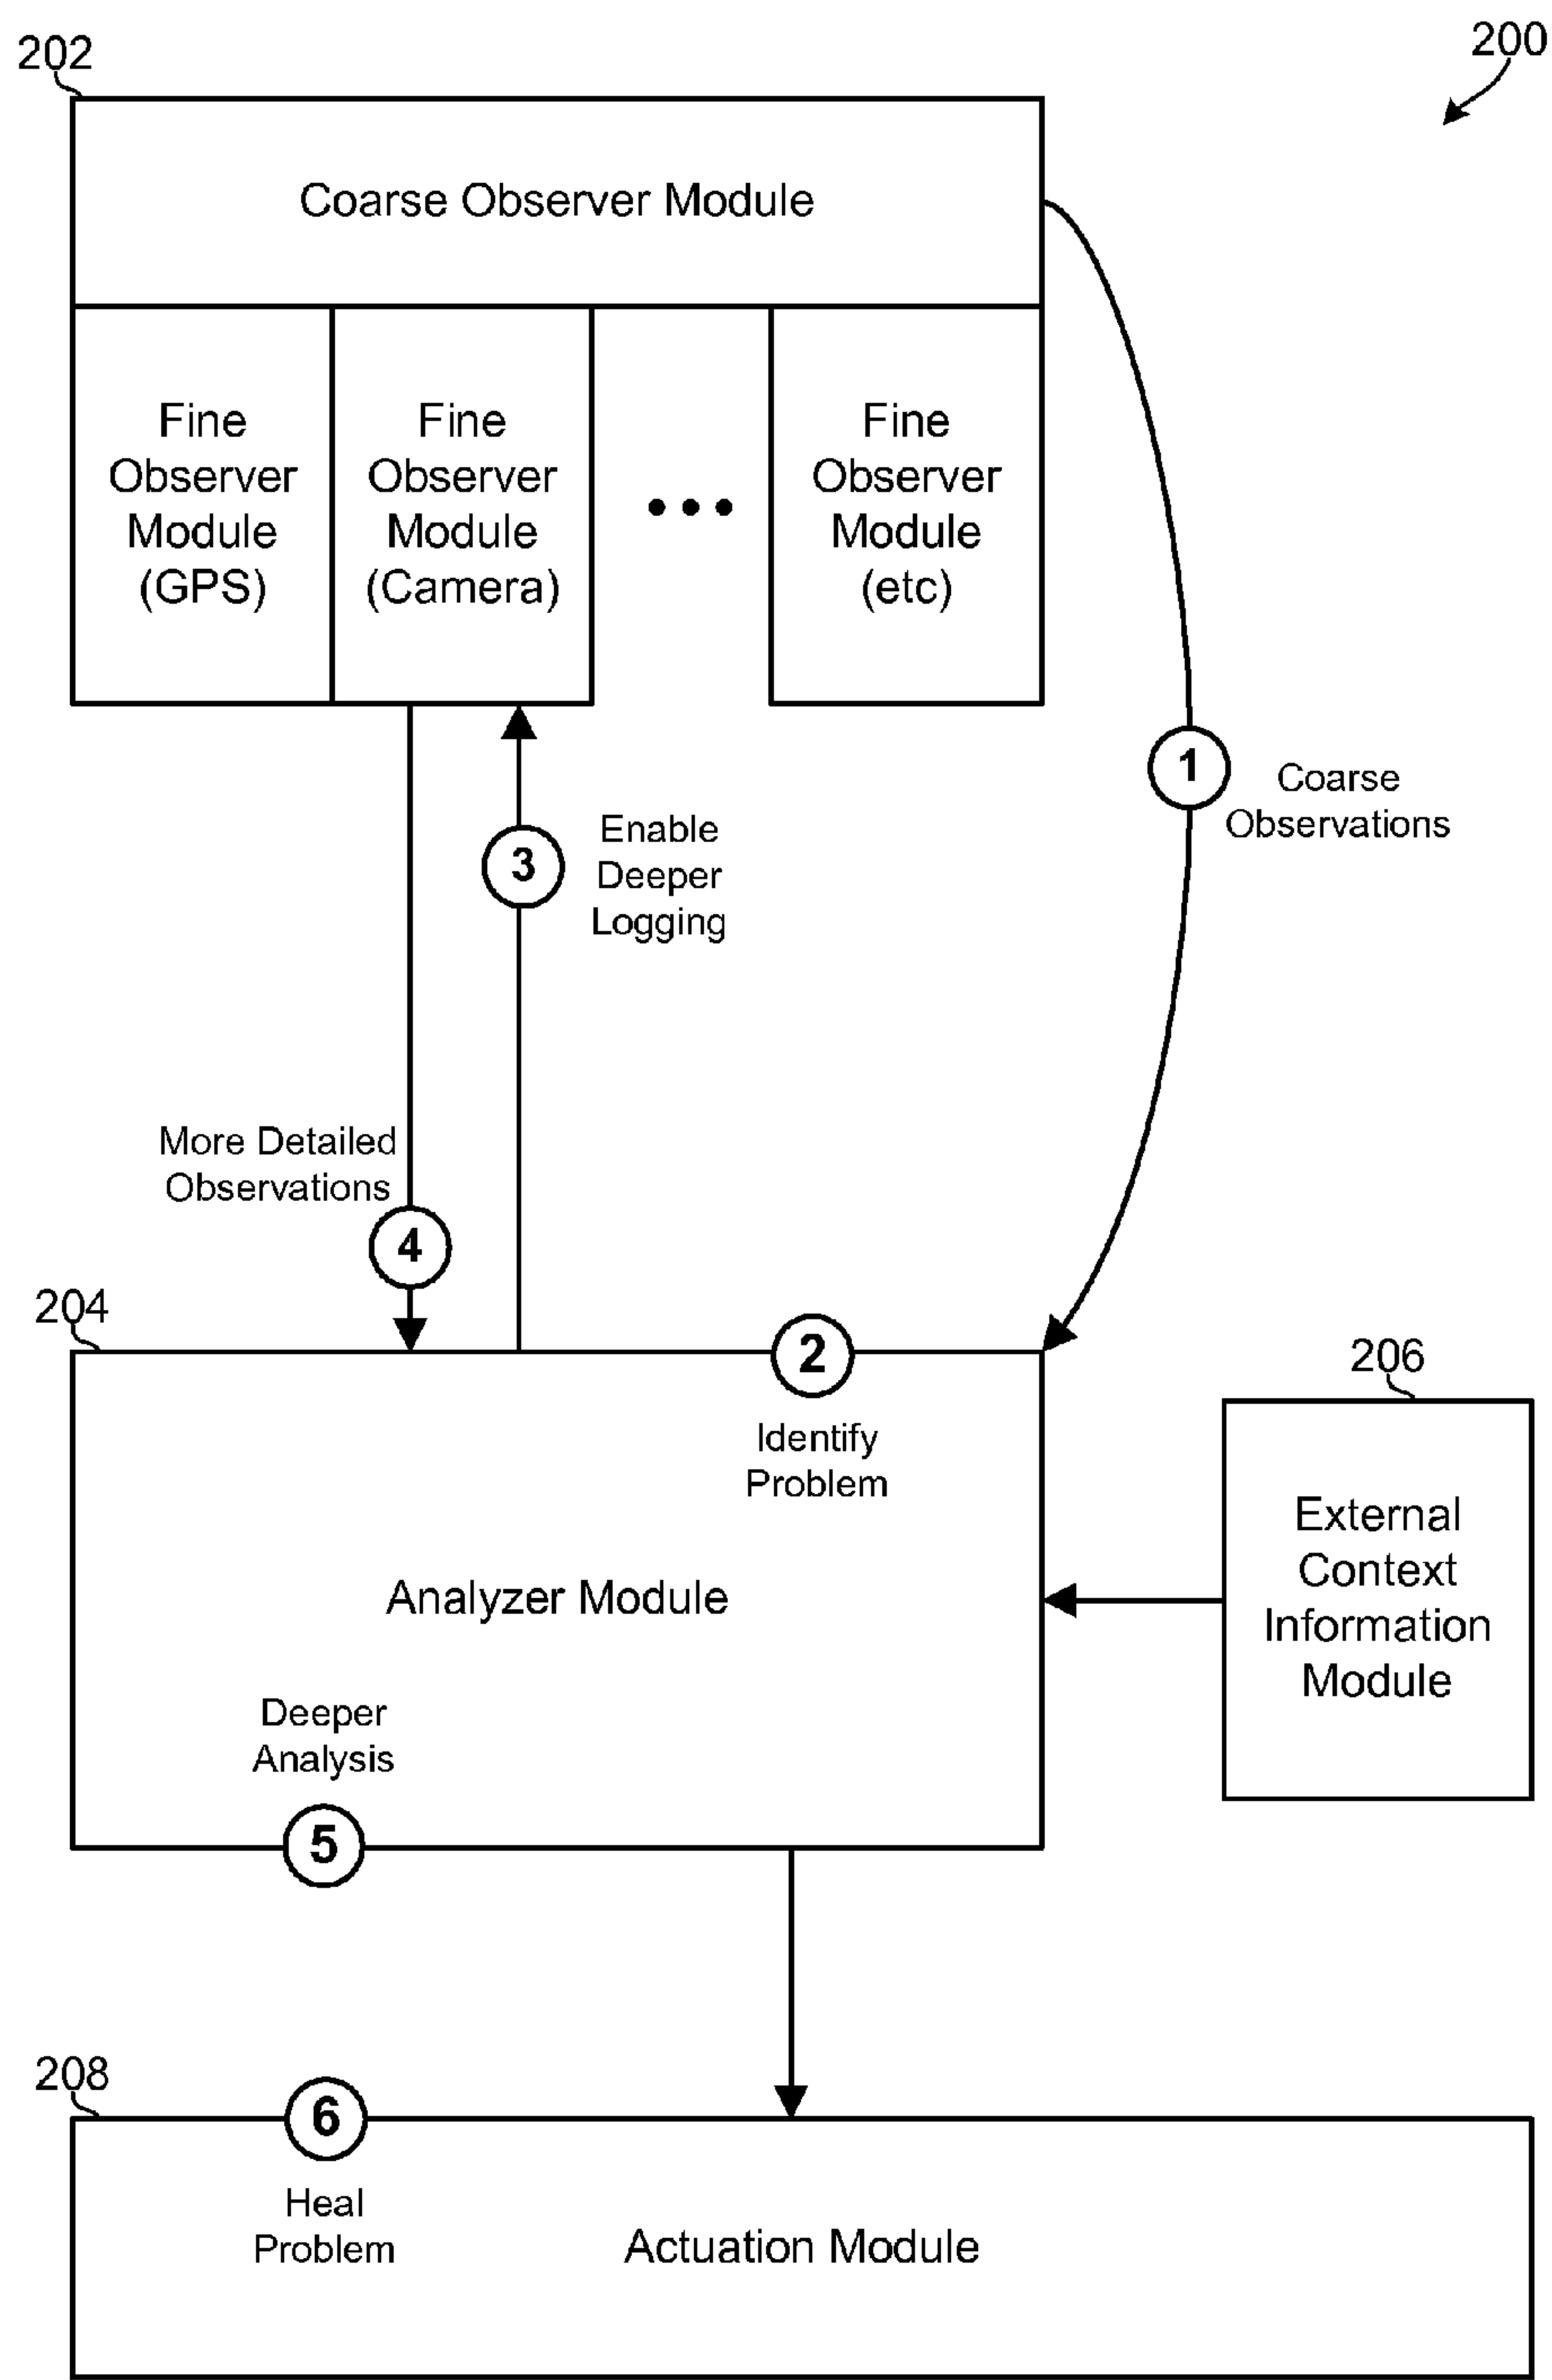 202
200
Coarse Observer Module
Fine
Observer
Module
(GPS)
Fine
Observer
Module
(Camera)
Fine
Observer
Module
(etc)
1
Coarse
Observations
3
Enable
Deeper
Logging
More Detailed
Observations
4
204
2
Identify
Problem
206
External
Context
Information
Module
Analyzer Module
Deeper
Analysis
5
208
6
Heal
Problem
Actuation Module